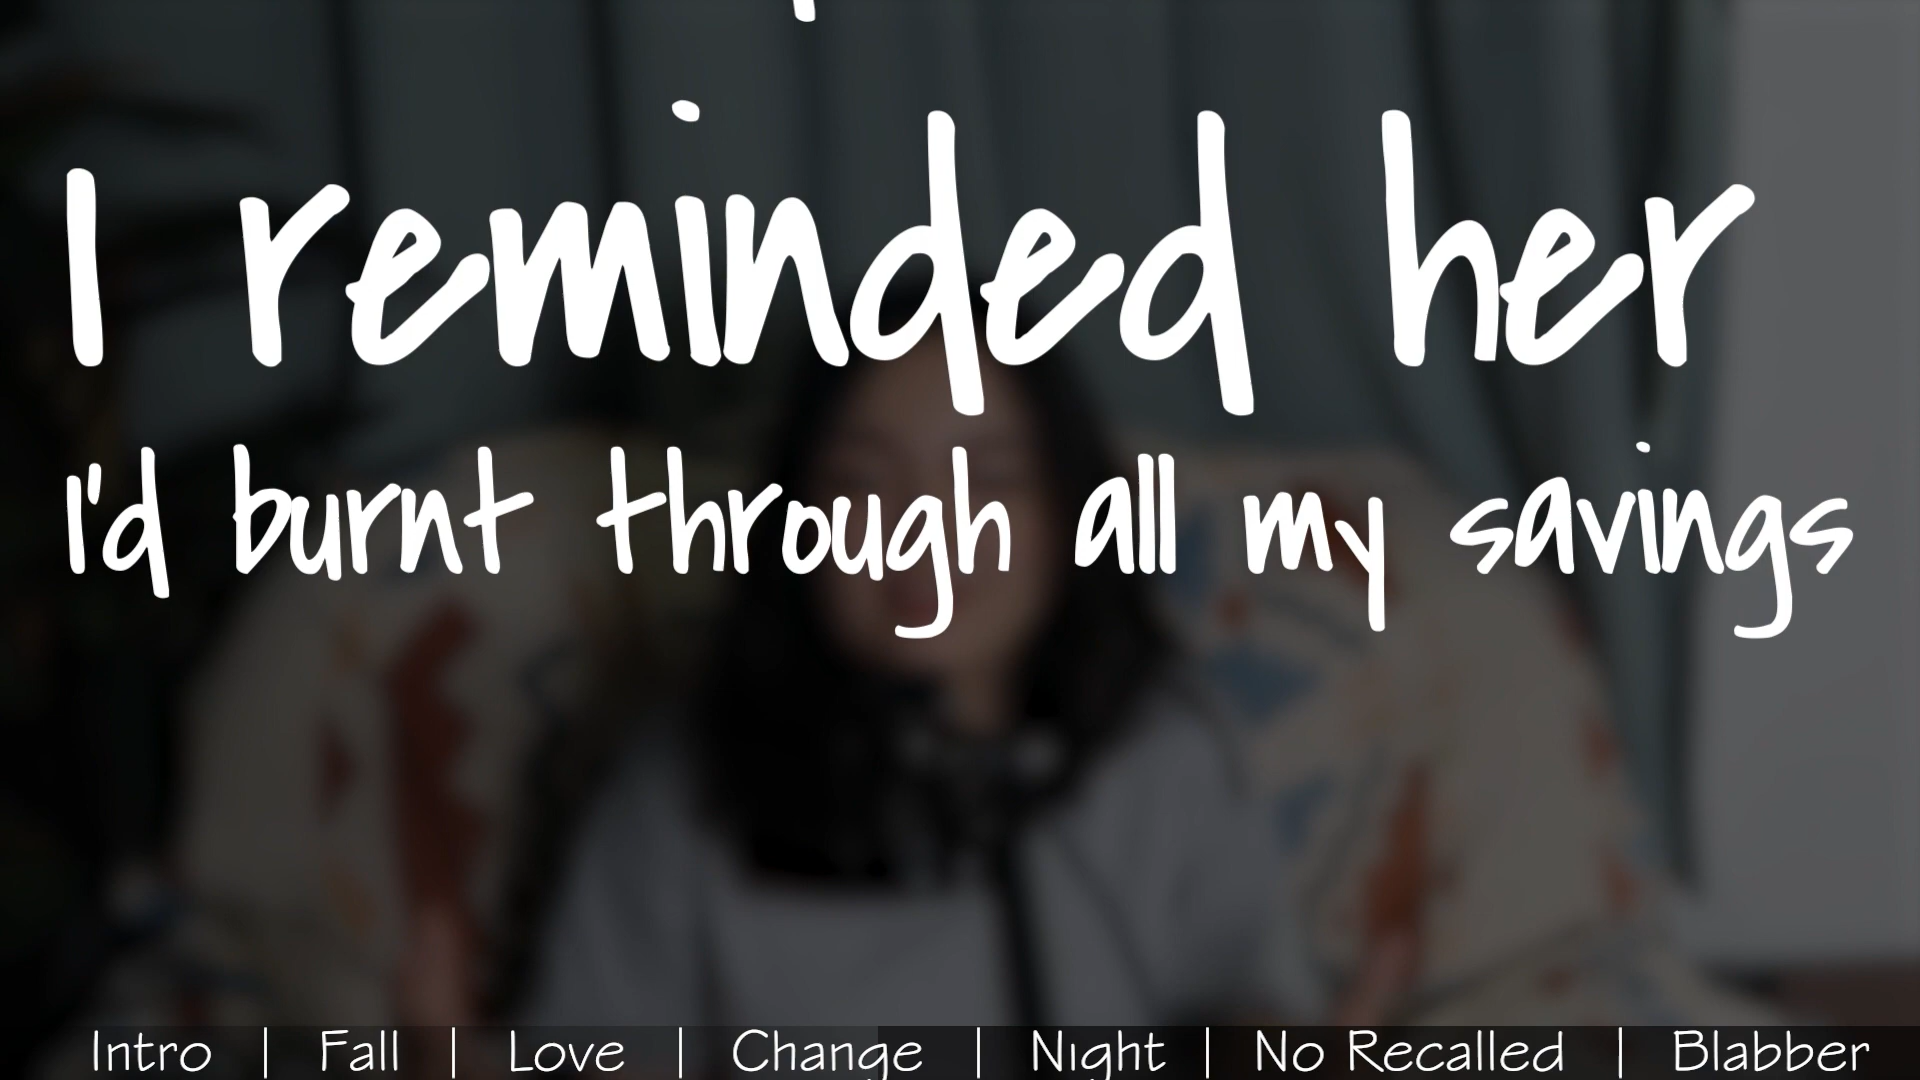 I reminded her
I'd burnt through all my savings
Intro | Fall | Love | Change | Night | No Recalled | Blabber